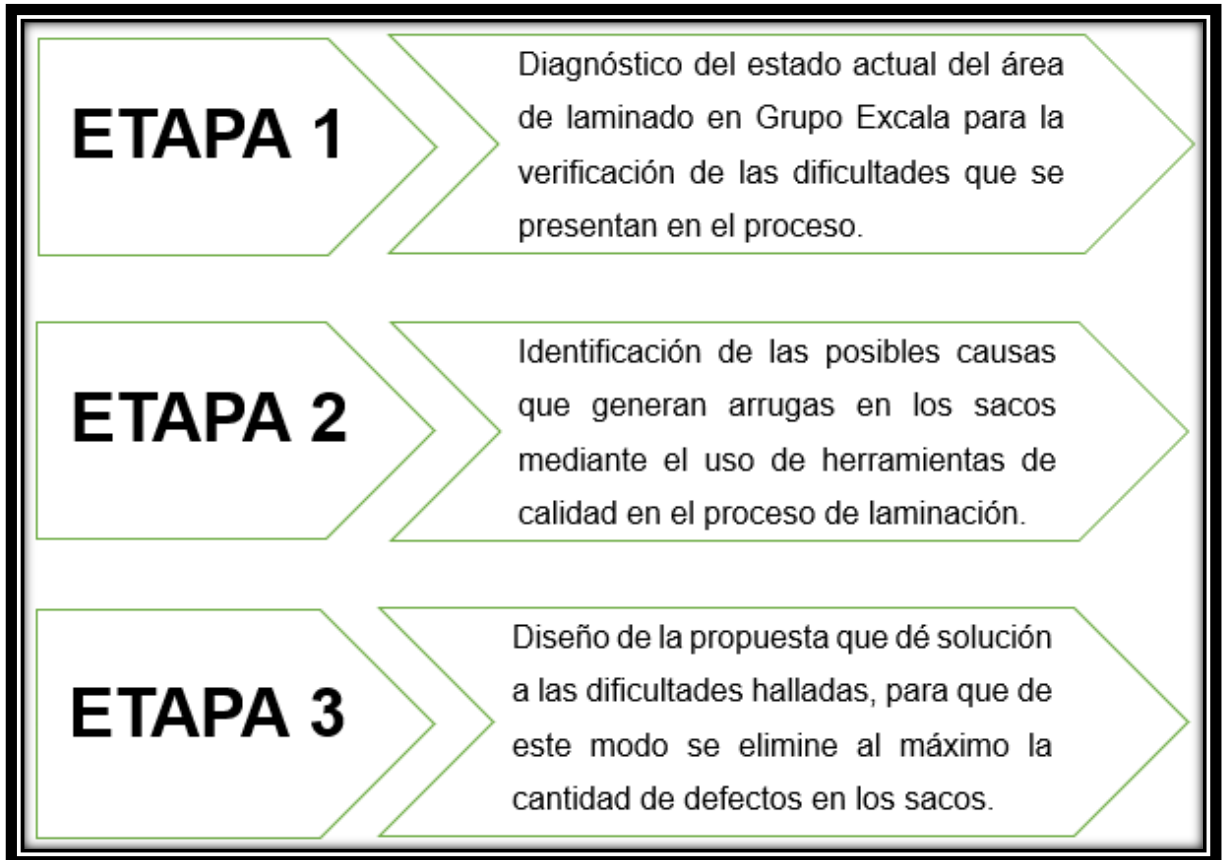 ETAPA 1
Diagnóstico del estado actual del área
de laminado en Grupo Excala para la
verificación de las dificultades que se
presentan en el proceso.
ETAPA 2
Identificación de las posibles causas
que generan arrugas en los sacos
mediante el uso de herramientas de
calidad en el proceso de laminación.
ETAPA 3
Diseño de la propuesta que dé solución
a las dificultades halladas, para que de
este modo se elimine al máximo la
cantidad de defectos en los sacos.